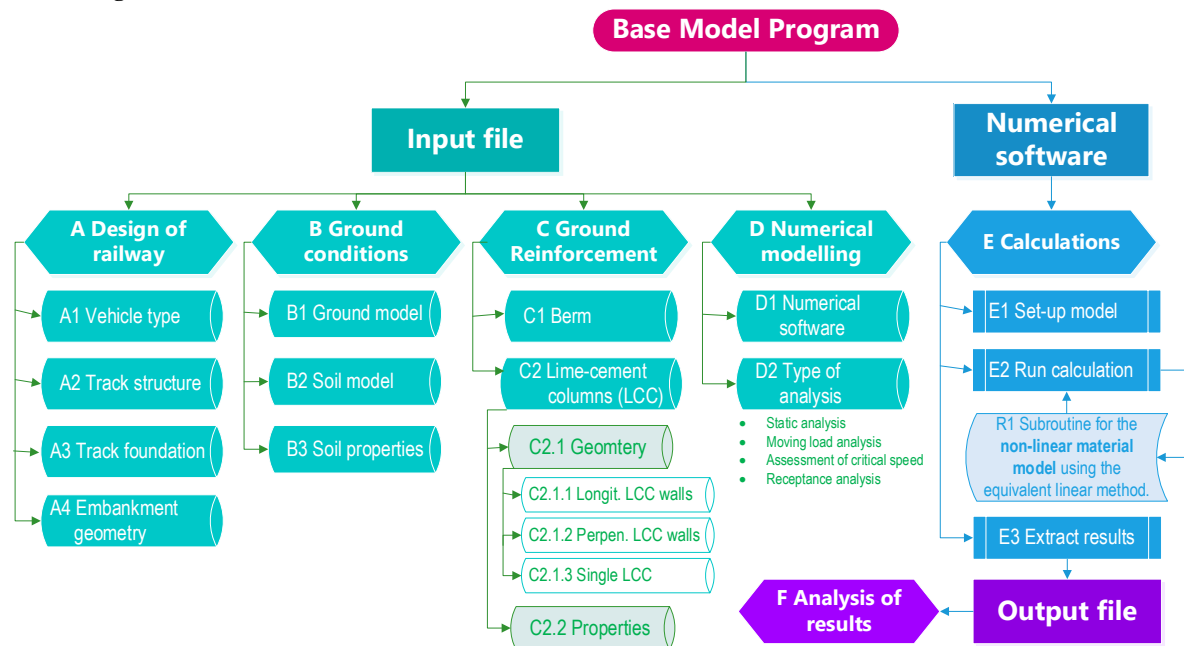 Base Model Program
Input file
Numerical
software
A Design of
railway
A1 Vehicle type
A2 Track structure
A3 Track foundation
A4 Embankment
geometry
B Ground
conditions
B1 Ground model
B2 Soil model
B3 Soil properties
C Ground
Reinforcement
C1 Berm
C2 Lime-cement
columns (LCC)
C2.1 Geomtery
C2.1.1 Longit. LCC walls
C2.1.2 Perpen. LCC walls
C2.1.3 Single LCC
C2.2 Properties
D Numerical
modelling
D1 Numerical
software
D2 Type of
analysis
• Static analysis
• Moving load analysis
• Assessment of critical speed
• Receptance analysis
E Calculations
E1 Set-up model
E2 Run calculation
R1 Subroutine for the
non-linear material
model using the
equivalent linear method.
E3 Extract results
Output file
F Analysis of
results